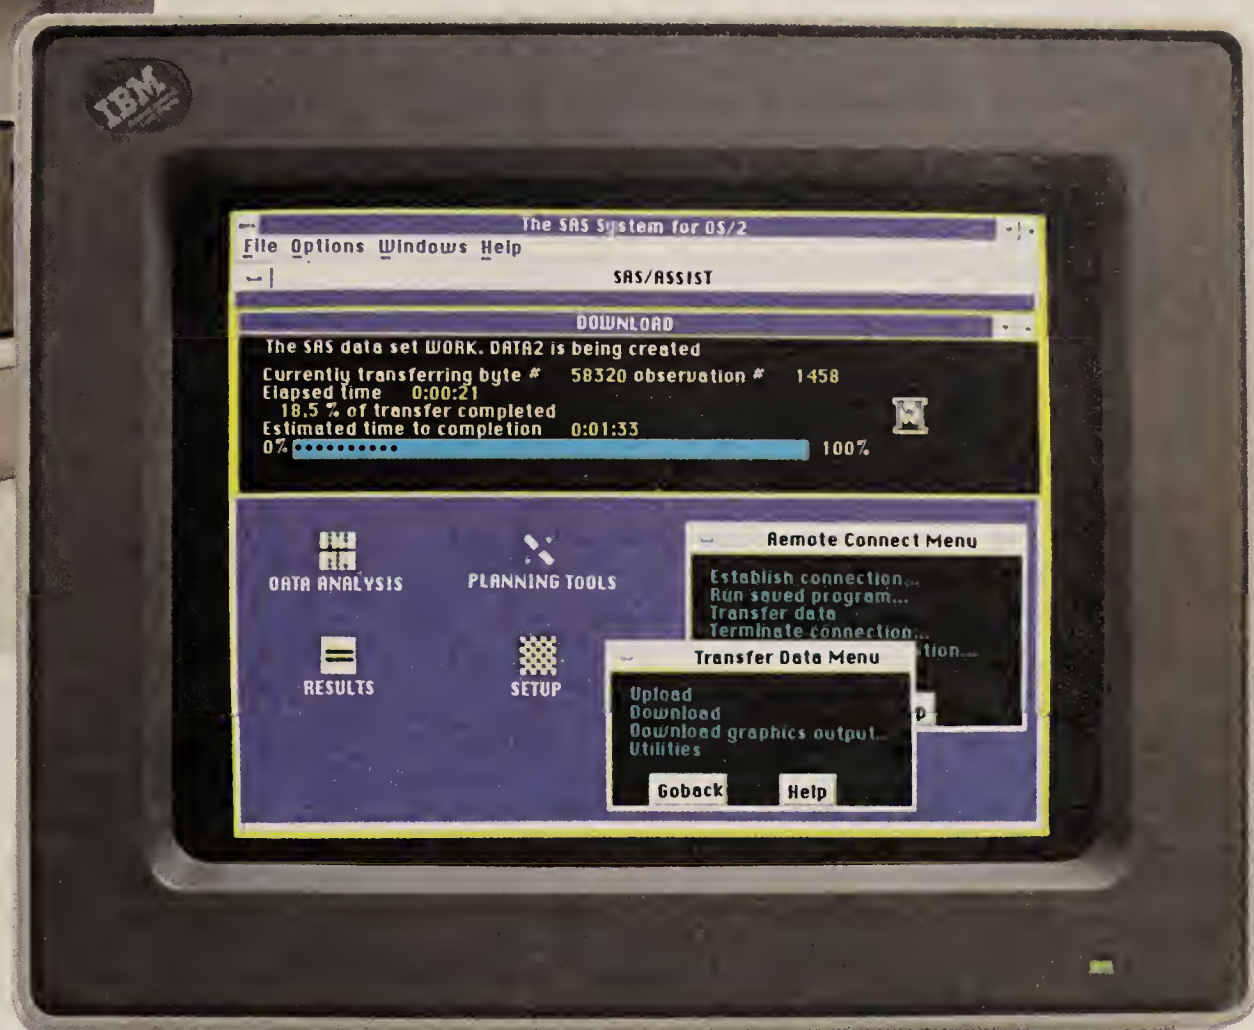 IBM
The SAS System for OS/2
File Options Windows Help
SAS/ASSIST
DOWNLOAD
The SAS data set WORK. DATA2 is being created
Currently transferring byte # 58320 observation # 1458
Elapsed time 0:00:21
18.5 % of transfer completed
Estimated time to completion 0:01:33
0% 100%
DATA ANALYSIS
PLANNING TOOLS
RESULTS
SETUP
Remote Connect Menu
Establish connection...
Run saved program...
Transfer data
Terminate connection...
tion...
p
Transfer Data Menu
Upload
Download
Download graphics output...
Utilities
Goback Help